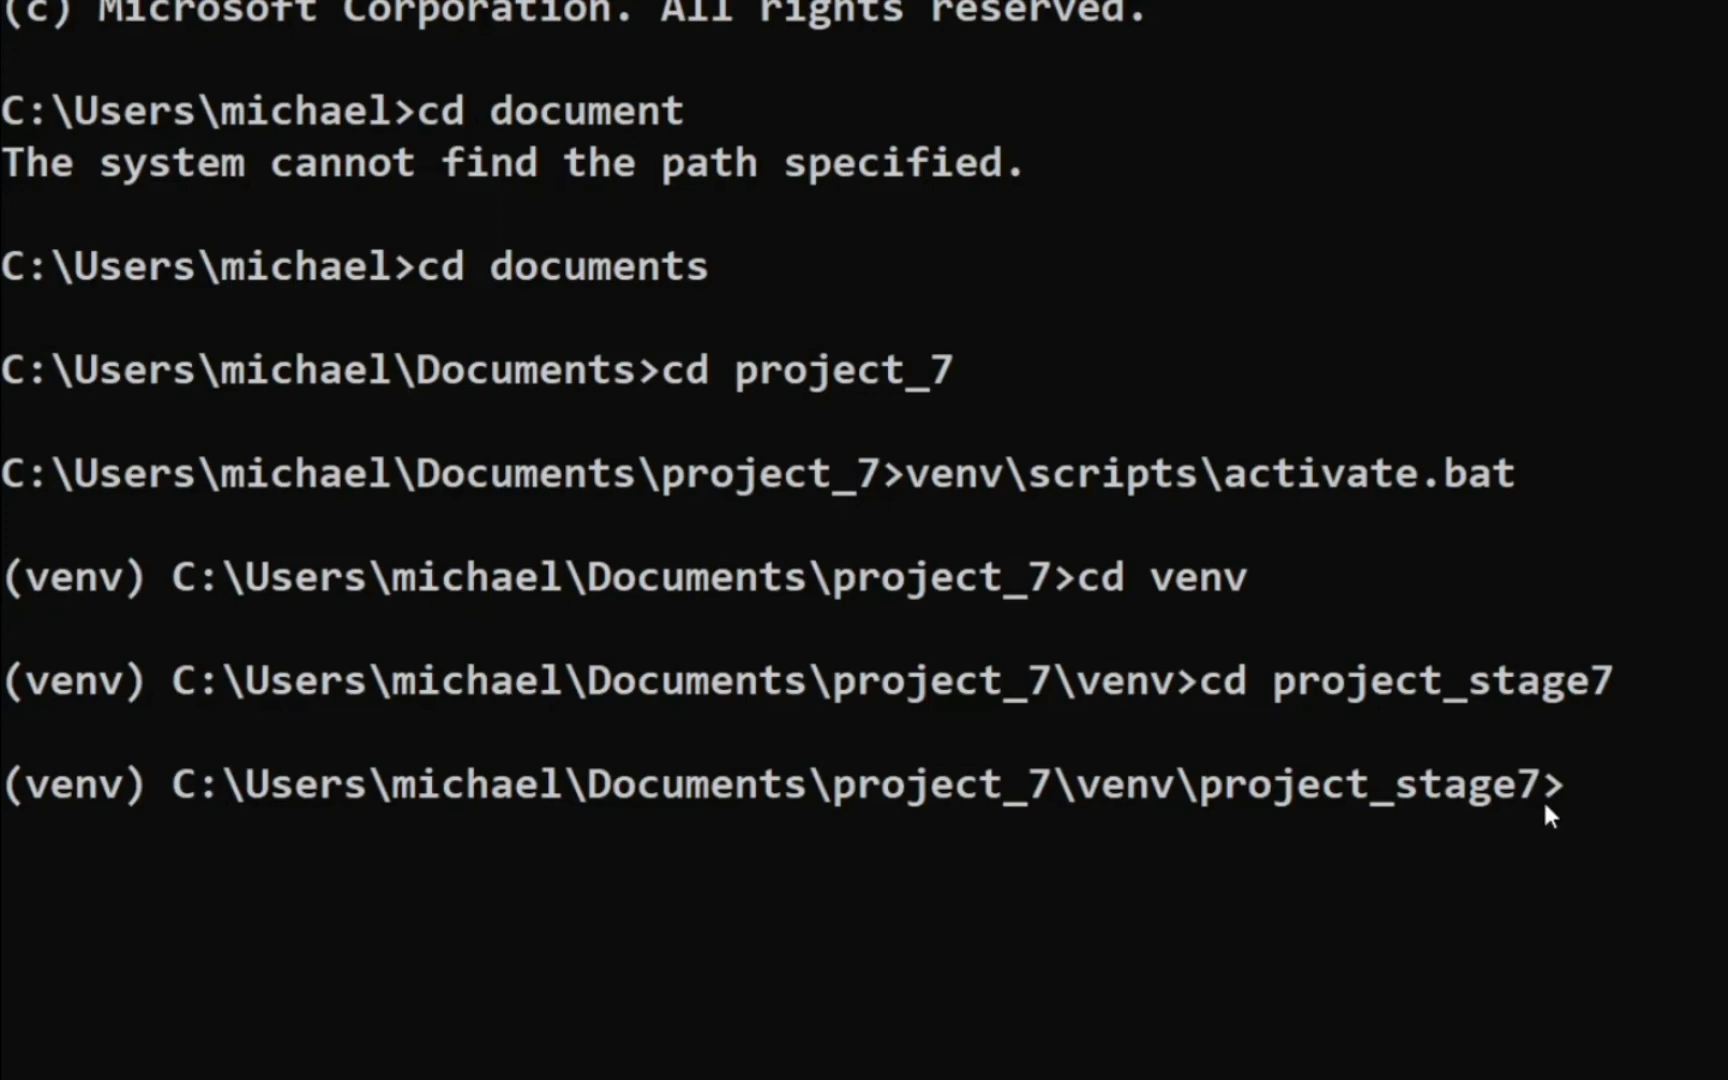 (c) Microsoft Corporation. All rights reserved.
C:\Users\michael>cd document
The system cannot find the path specified.
C:\Users\michael>cd documents
C:\Users\michael\Documents>cd project_7
C:\Users\michael\Documents\project_7>venv\scripts\activate.bat
(venv) C:\Users\michael\Documents\project_7>cd venv
(venv) C:\Users\michael\Documents\project_7\venv>cd project_stage7
(venv) C:\Users\michael\Documents\project_7\venv\project_stage7>